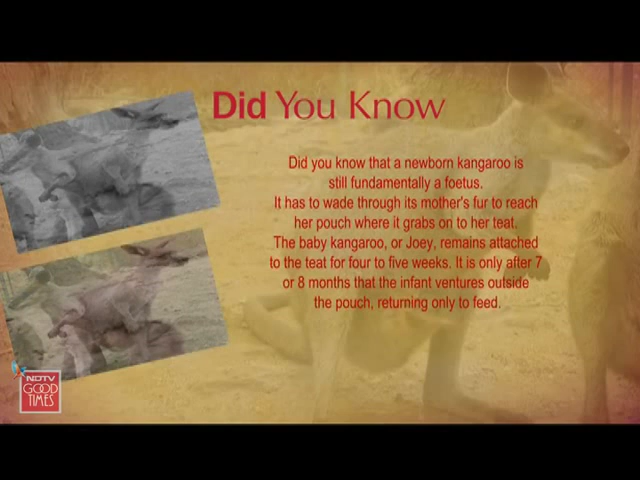 Did You Know
Did you know that a newborn kangaroo is
still fundamentally a foetus.
It has to wade through its mother's fur to reach
her pouch where it grabs on to her teat.
The baby kangaroo, or Joey, remains attached
to the teat for four to five weeks. It is only after 7
or 8 months that the infant ventures outside
the pouch, returning only to feed.
NDTV
GOOD
TIMES